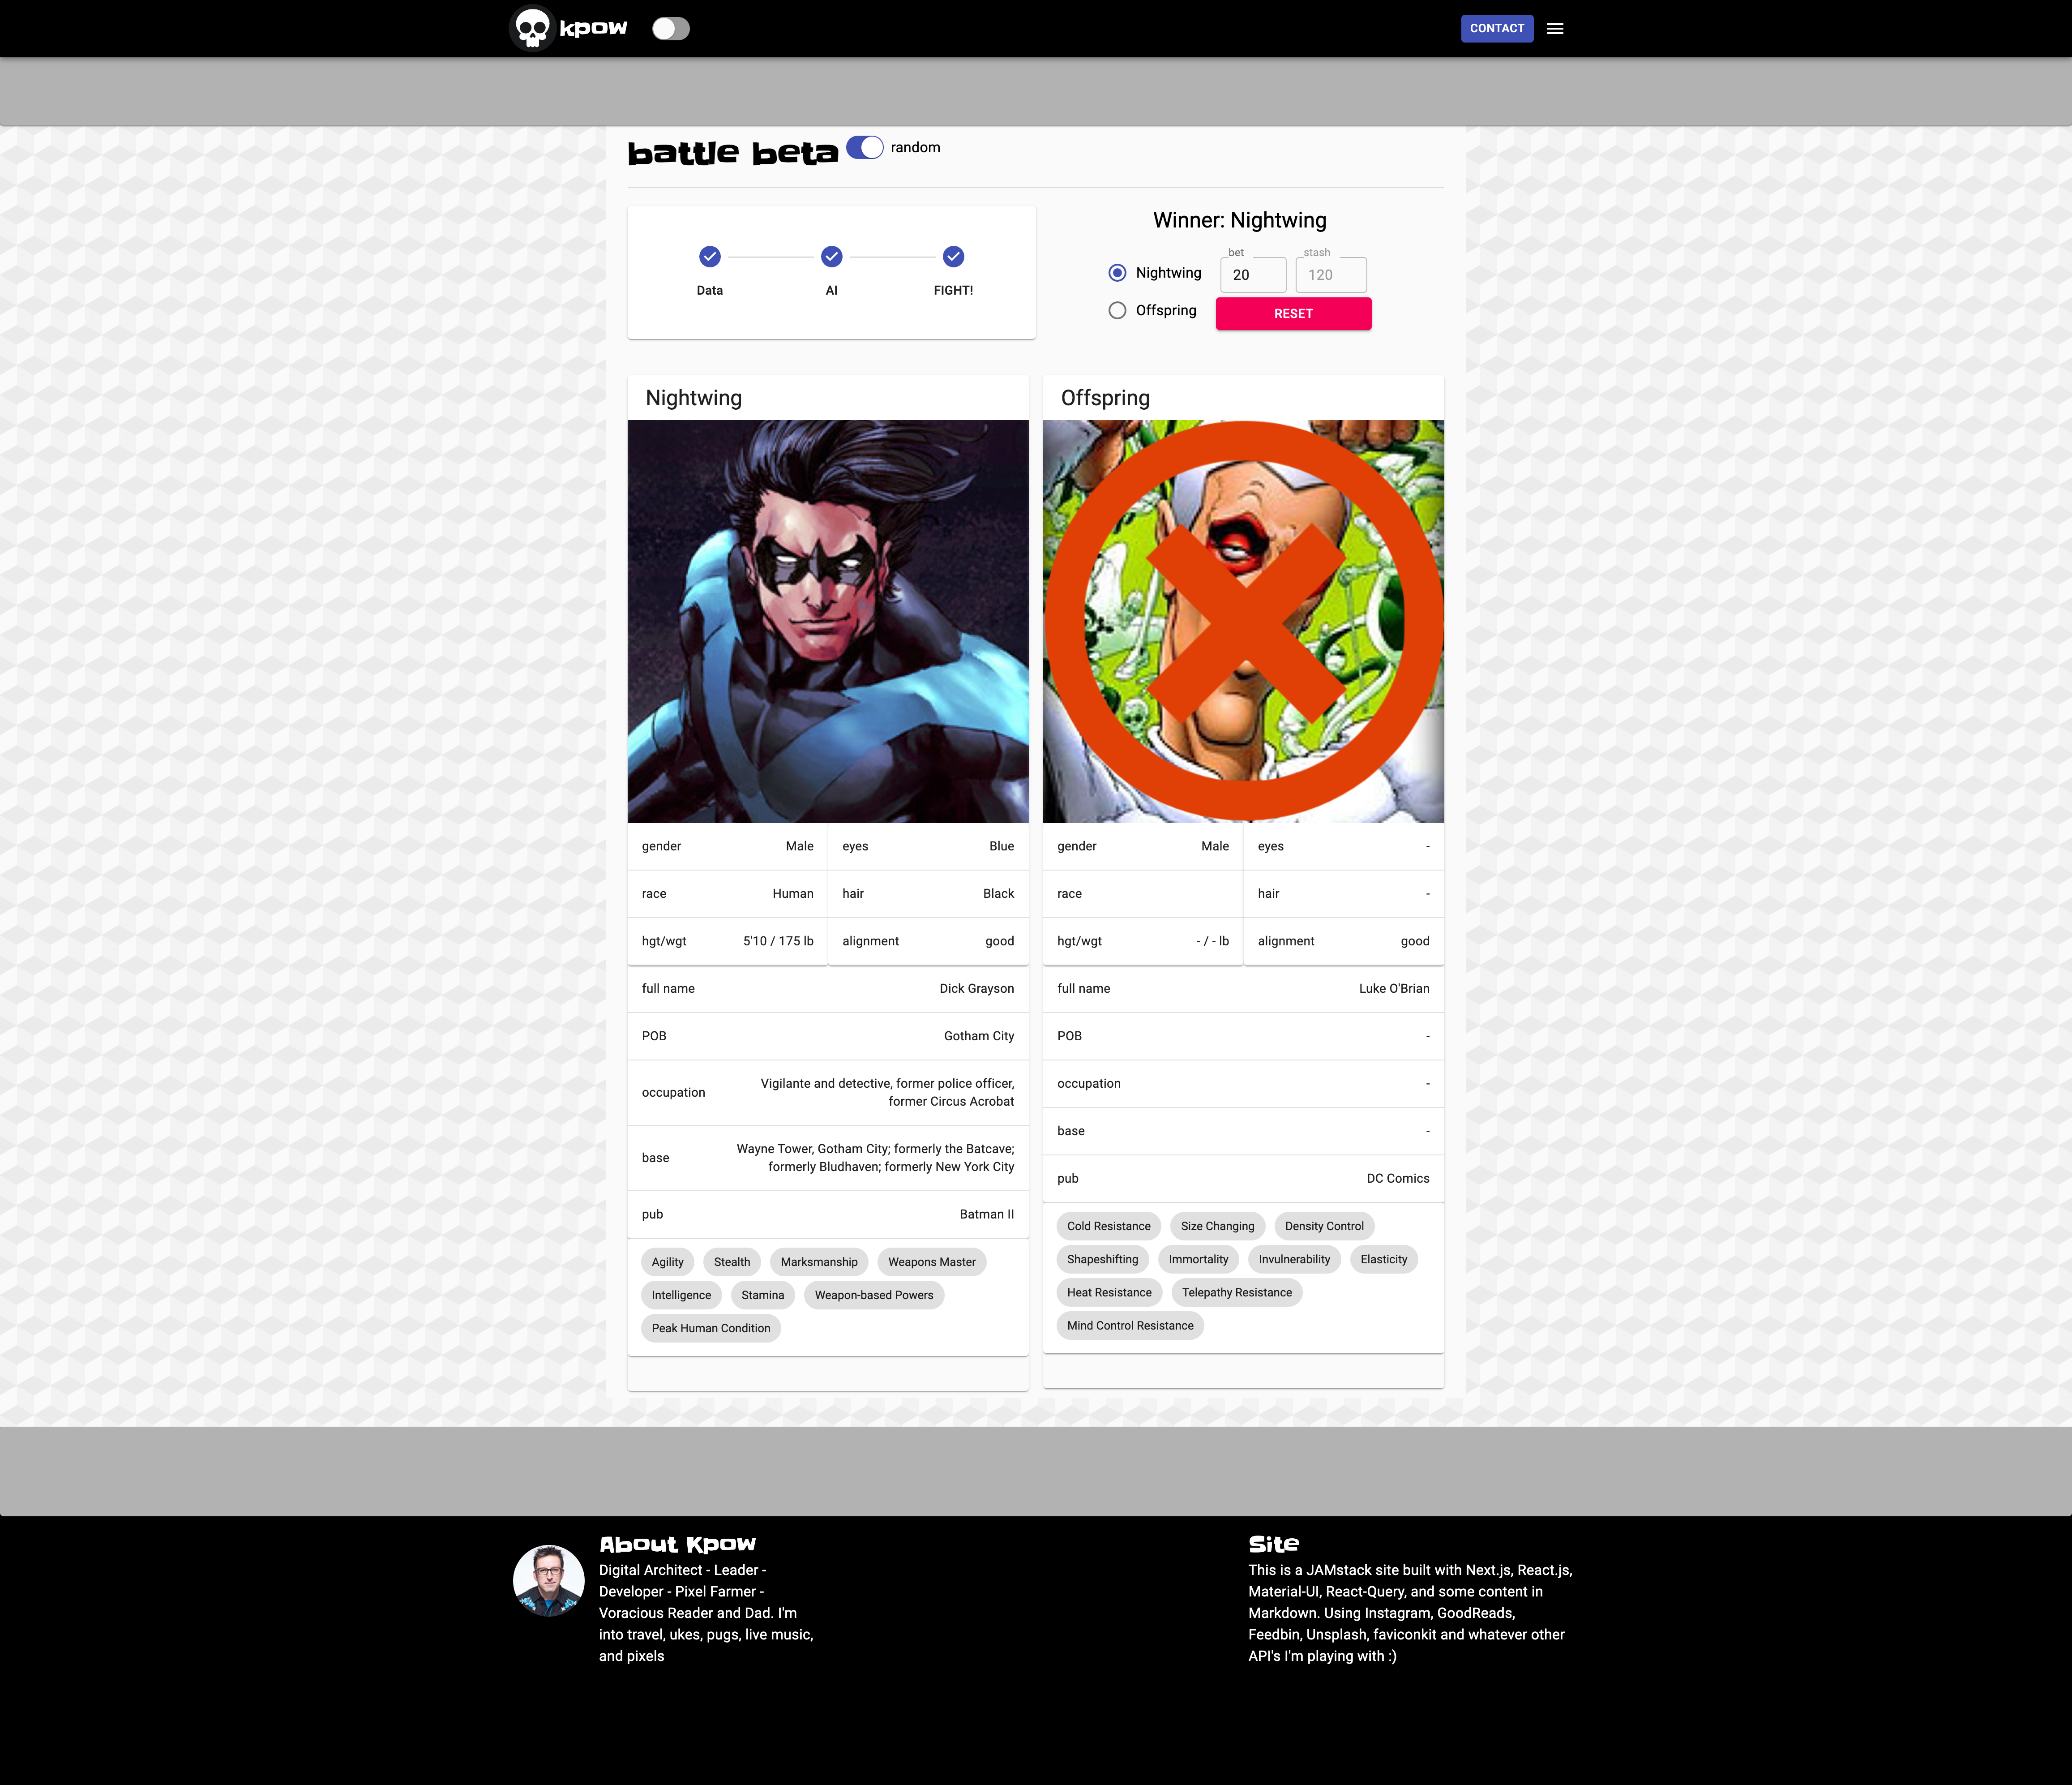 kpow
CONTACT
battle beta
random
Data
AI
FIGHT!
Winner: Nightwing
Nightwing
bet
20
stash
120
Offspring
RESET
Nightwing
gender Male
eyes Blue
race Human
hair Black
hgt/wgt 5'10 / 175 lb
alignment good
full name Dick Grayson
POB Gotham City
occupation
Vigilante and detective, former police officer,
former Circus Acrobat
base
Wayne Tower, Gotham City; formerly the Batcave;
formerly Bludhaven; formerly New York City
pub Batman II
Agility Stealth Marksmanship Weapons Master
Intelligence Stamina Weapon-based Powers
Peak Human Condition
Offspring
gender Male
eyes -
race
hair -
hgt/wgt - / - lb
alignment good
full name Luke O'Brian
POB -
occupation -
base -
pub DC Comics
Cold Resistance Size Changing Density Control
Shapeshifting Immortality Invulnerability Elasticity
Heat Resistance Telepathy Resistance
Mind Control Resistance
About Kpow
Digital Architect - Leader -
Developer - Pixel Farmer -
Voracious Reader and Dad. I'm
into travel, ukes, pugs, live music,
and pixels
Site
This is a JAMstack site built with Next.js, React.js,
Material-UI, React-Query, and some content in
Markdown. Using Instagram, GoodReads,
Feedbin, Unsplash, faviconkit and whatever other
API's I'm playing with :)